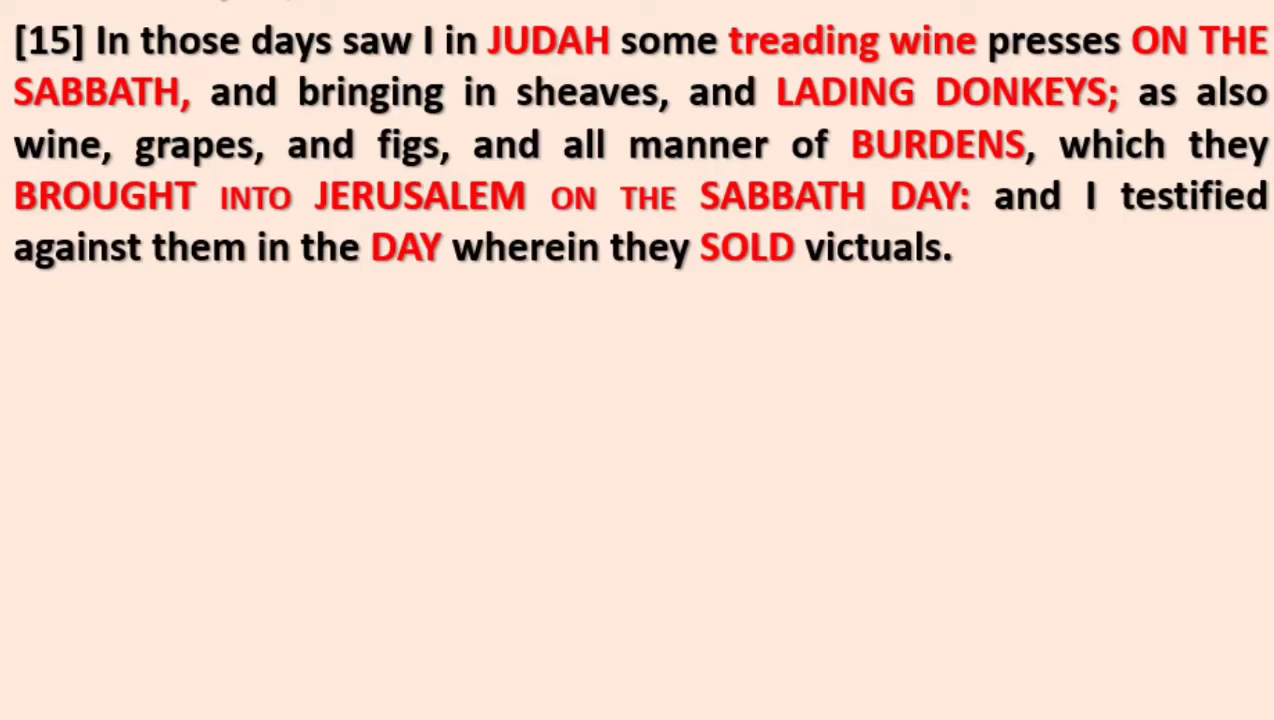 [15] In those days saw I in JUDAH some treading wine presses ON THE
SABBATH, and bringing in sheaves, and LADING DONKEYS; as also
wine, grapes, and figs, and all manner of BURDENS, which they
BROUGHT INTO JERUSALEM ON THE SABBATH DAY: and I testified
against them in the DAY wherein they SOLD victuals.